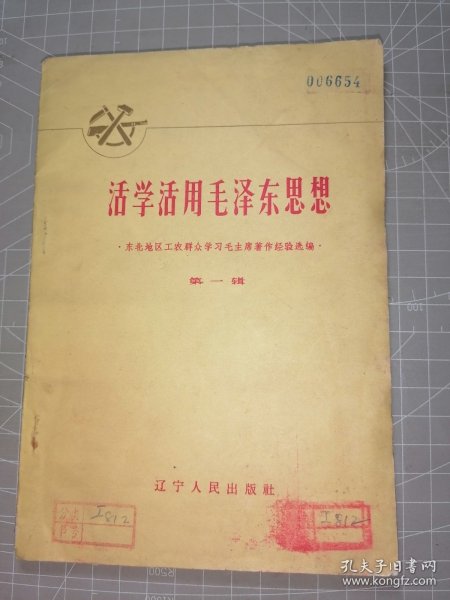 006654
活学活用毛泽东思想
·东北地区工农群众学习毛主席著作经验选编·
第一辑
辽宁人民出版社
I812
I812
孔夫子旧书网
www.kongfz.com